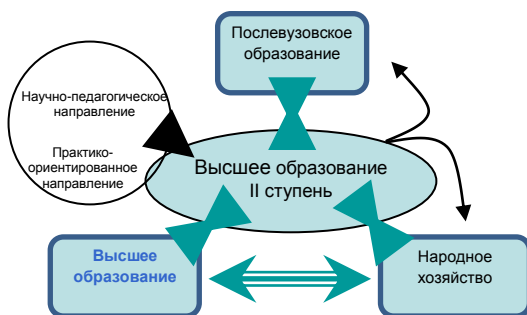 Послевузовское
образование
Научно-педагогическое
направление
Практико-
ориентированное
направление
Высшее образование
II ступень
Высшее
образование
Народное
хозяйство